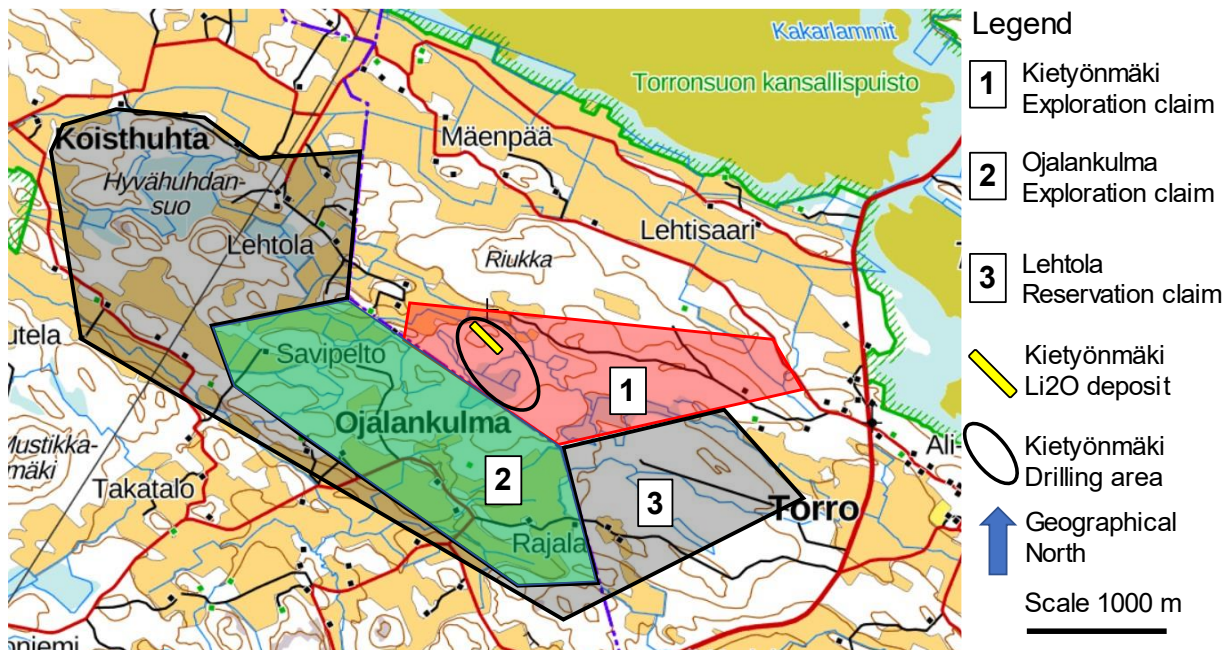 Kakarlammit
Torronsuon kansallispuisto
Koisthuhta
Mäenpää
Hyvähuhdan-
suo
Lehtola
Lehtisaari
Riukka
utela
Savipelto
1
Ojalankulma
Mustikka-
mäki
Takatalo
2
3
Torro
Ali-
Rajala
Legend
1
Kietyönmäki
Exploration claim
2
Ojalankulma
Exploration claim
3
Lehtola
Reservation claim
Kietyönmäki
Li2O deposit
Kietyönmäki
Drilling area
Geographical
North
Scale 1000 m